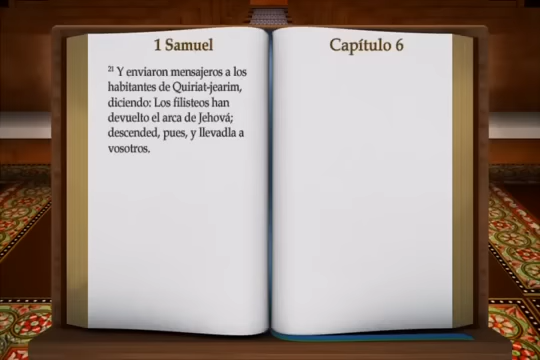 1 Samuel
Capítulo 6
21 Y enviaron mensajeros a los
habitantes de Quiriat-jearim,
diciendo: Los filisteos han
devuelto el arca de Jehová;
descended, pues, y llevadla a
vosotros.